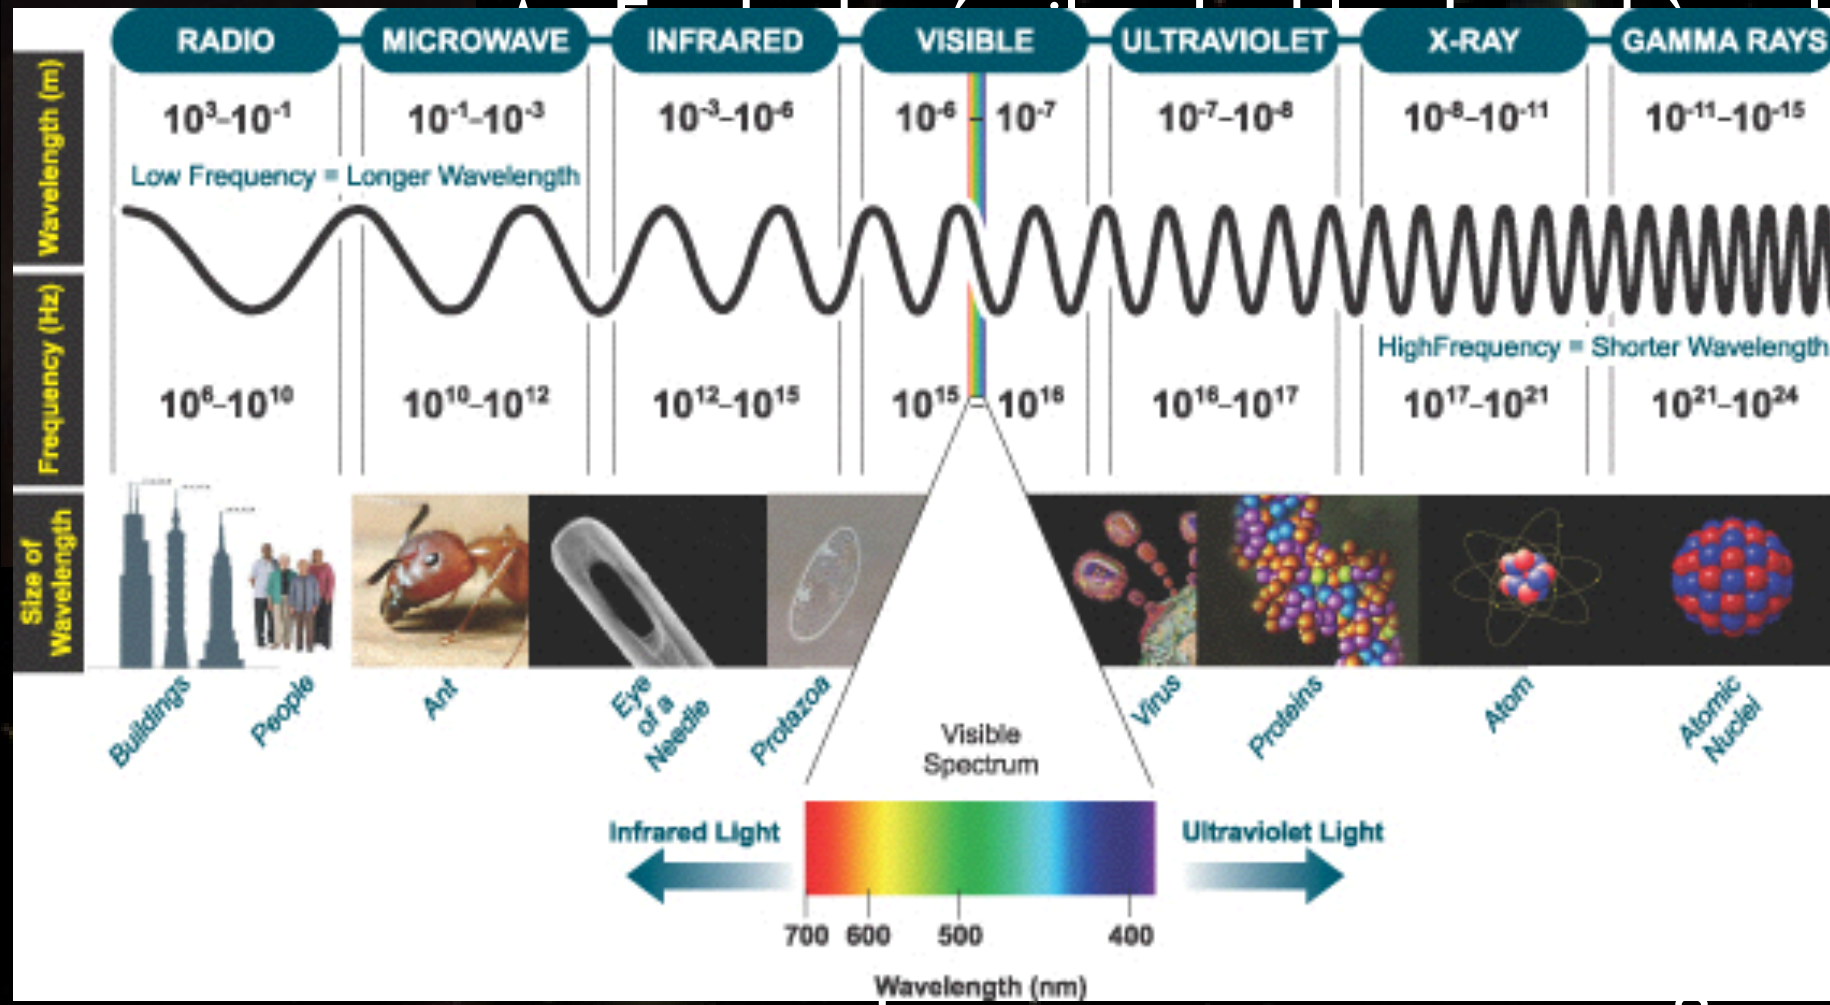 RADIO
MICROWAVE
INFRARED
VISIBLE
ULTRAVIOLET
X-RAY
GAMMA RAYS
Wavelength (m)
10³–10⁻¹
10⁻¹–10⁻³
10⁻³–10⁻⁶
10⁻⁶ – 10⁻⁷
10⁻⁷–10⁻⁸
10⁻⁸–10⁻¹¹
10⁻¹¹–10⁻¹⁵
Low Frequency = Longer Wavelength
HighFrequency = Shorter Wavelength
Frequency (Hz)
10⁶–10¹⁰
10¹⁰–10¹²
10¹²–10¹⁵
10¹⁵ – 10¹⁶
10¹⁶–10¹⁷
10¹⁷–10²¹
10²¹–10²⁴
Size of
Wavelength
Buildings
People
Ant
Eye
of a
Needle
Protazoa
Virus
Proteins
Atom
Atomic
Nuclei
Visible
Spectrum
Infrared Light
Ultraviolet Light
700 600 500 400
Wavelength (nm)